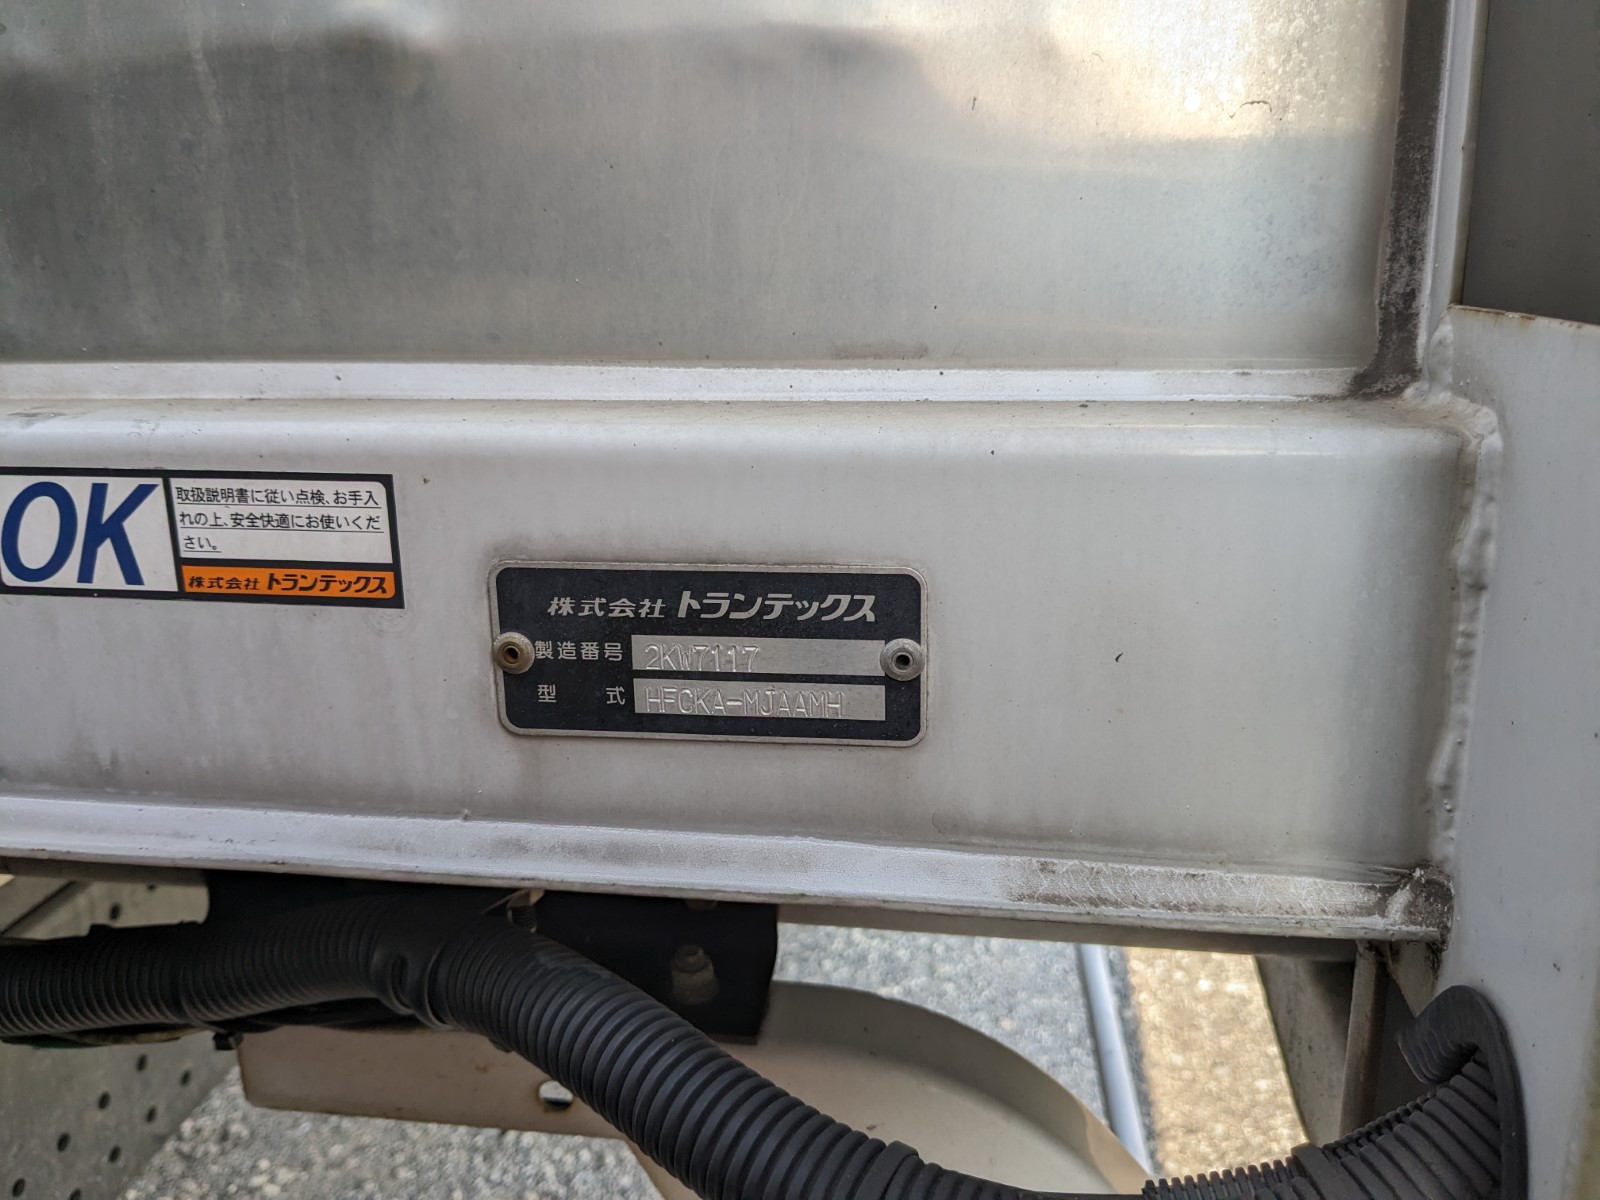 OK
取扱説明書に従い点検、お手入
れの上、安全快適にお使いくだ
さい。
株式会社 トランテックス
株式会社 トランテックス
製造番号 2KW7117
型 式 HFCKA-MJAAMH